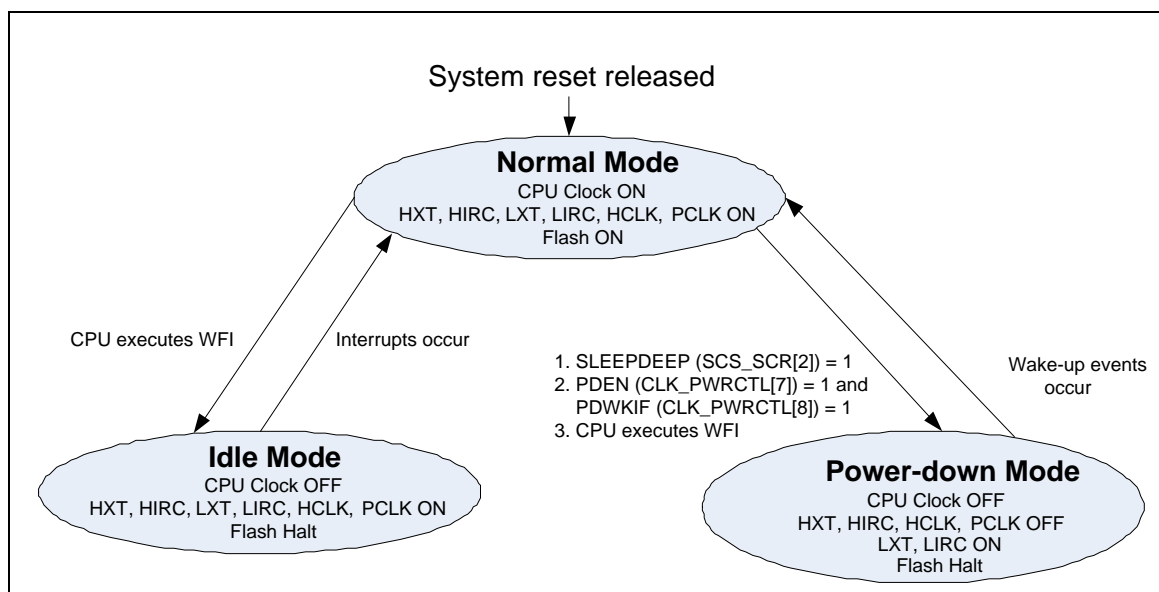 System reset released
Normal Mode
CPU Clock ON
HXT, HIRC, LXT, LIRC, HCLK, PCLK ON
Flash ON
CPU executes WFI
Interrupts occur
1. SLEEPDEEP (SCS_SCR[2]) = 1
2. PDEN (CLK_PWRCTL[7]) = 1 and
PDWKIF (CLK_PWRCTL[8]) = 1
3. CPU executes WFI
Wake-up events
occur
Idle Mode
CPU Clock OFF
HXT, HIRC, LXT, LIRC, HCLK, PCLK ON
Flash Halt
Power-down Mode
CPU Clock OFF
HXT, HIRC, HCLK, PCLK OFF
LXT, LIRC ON
Flash Halt